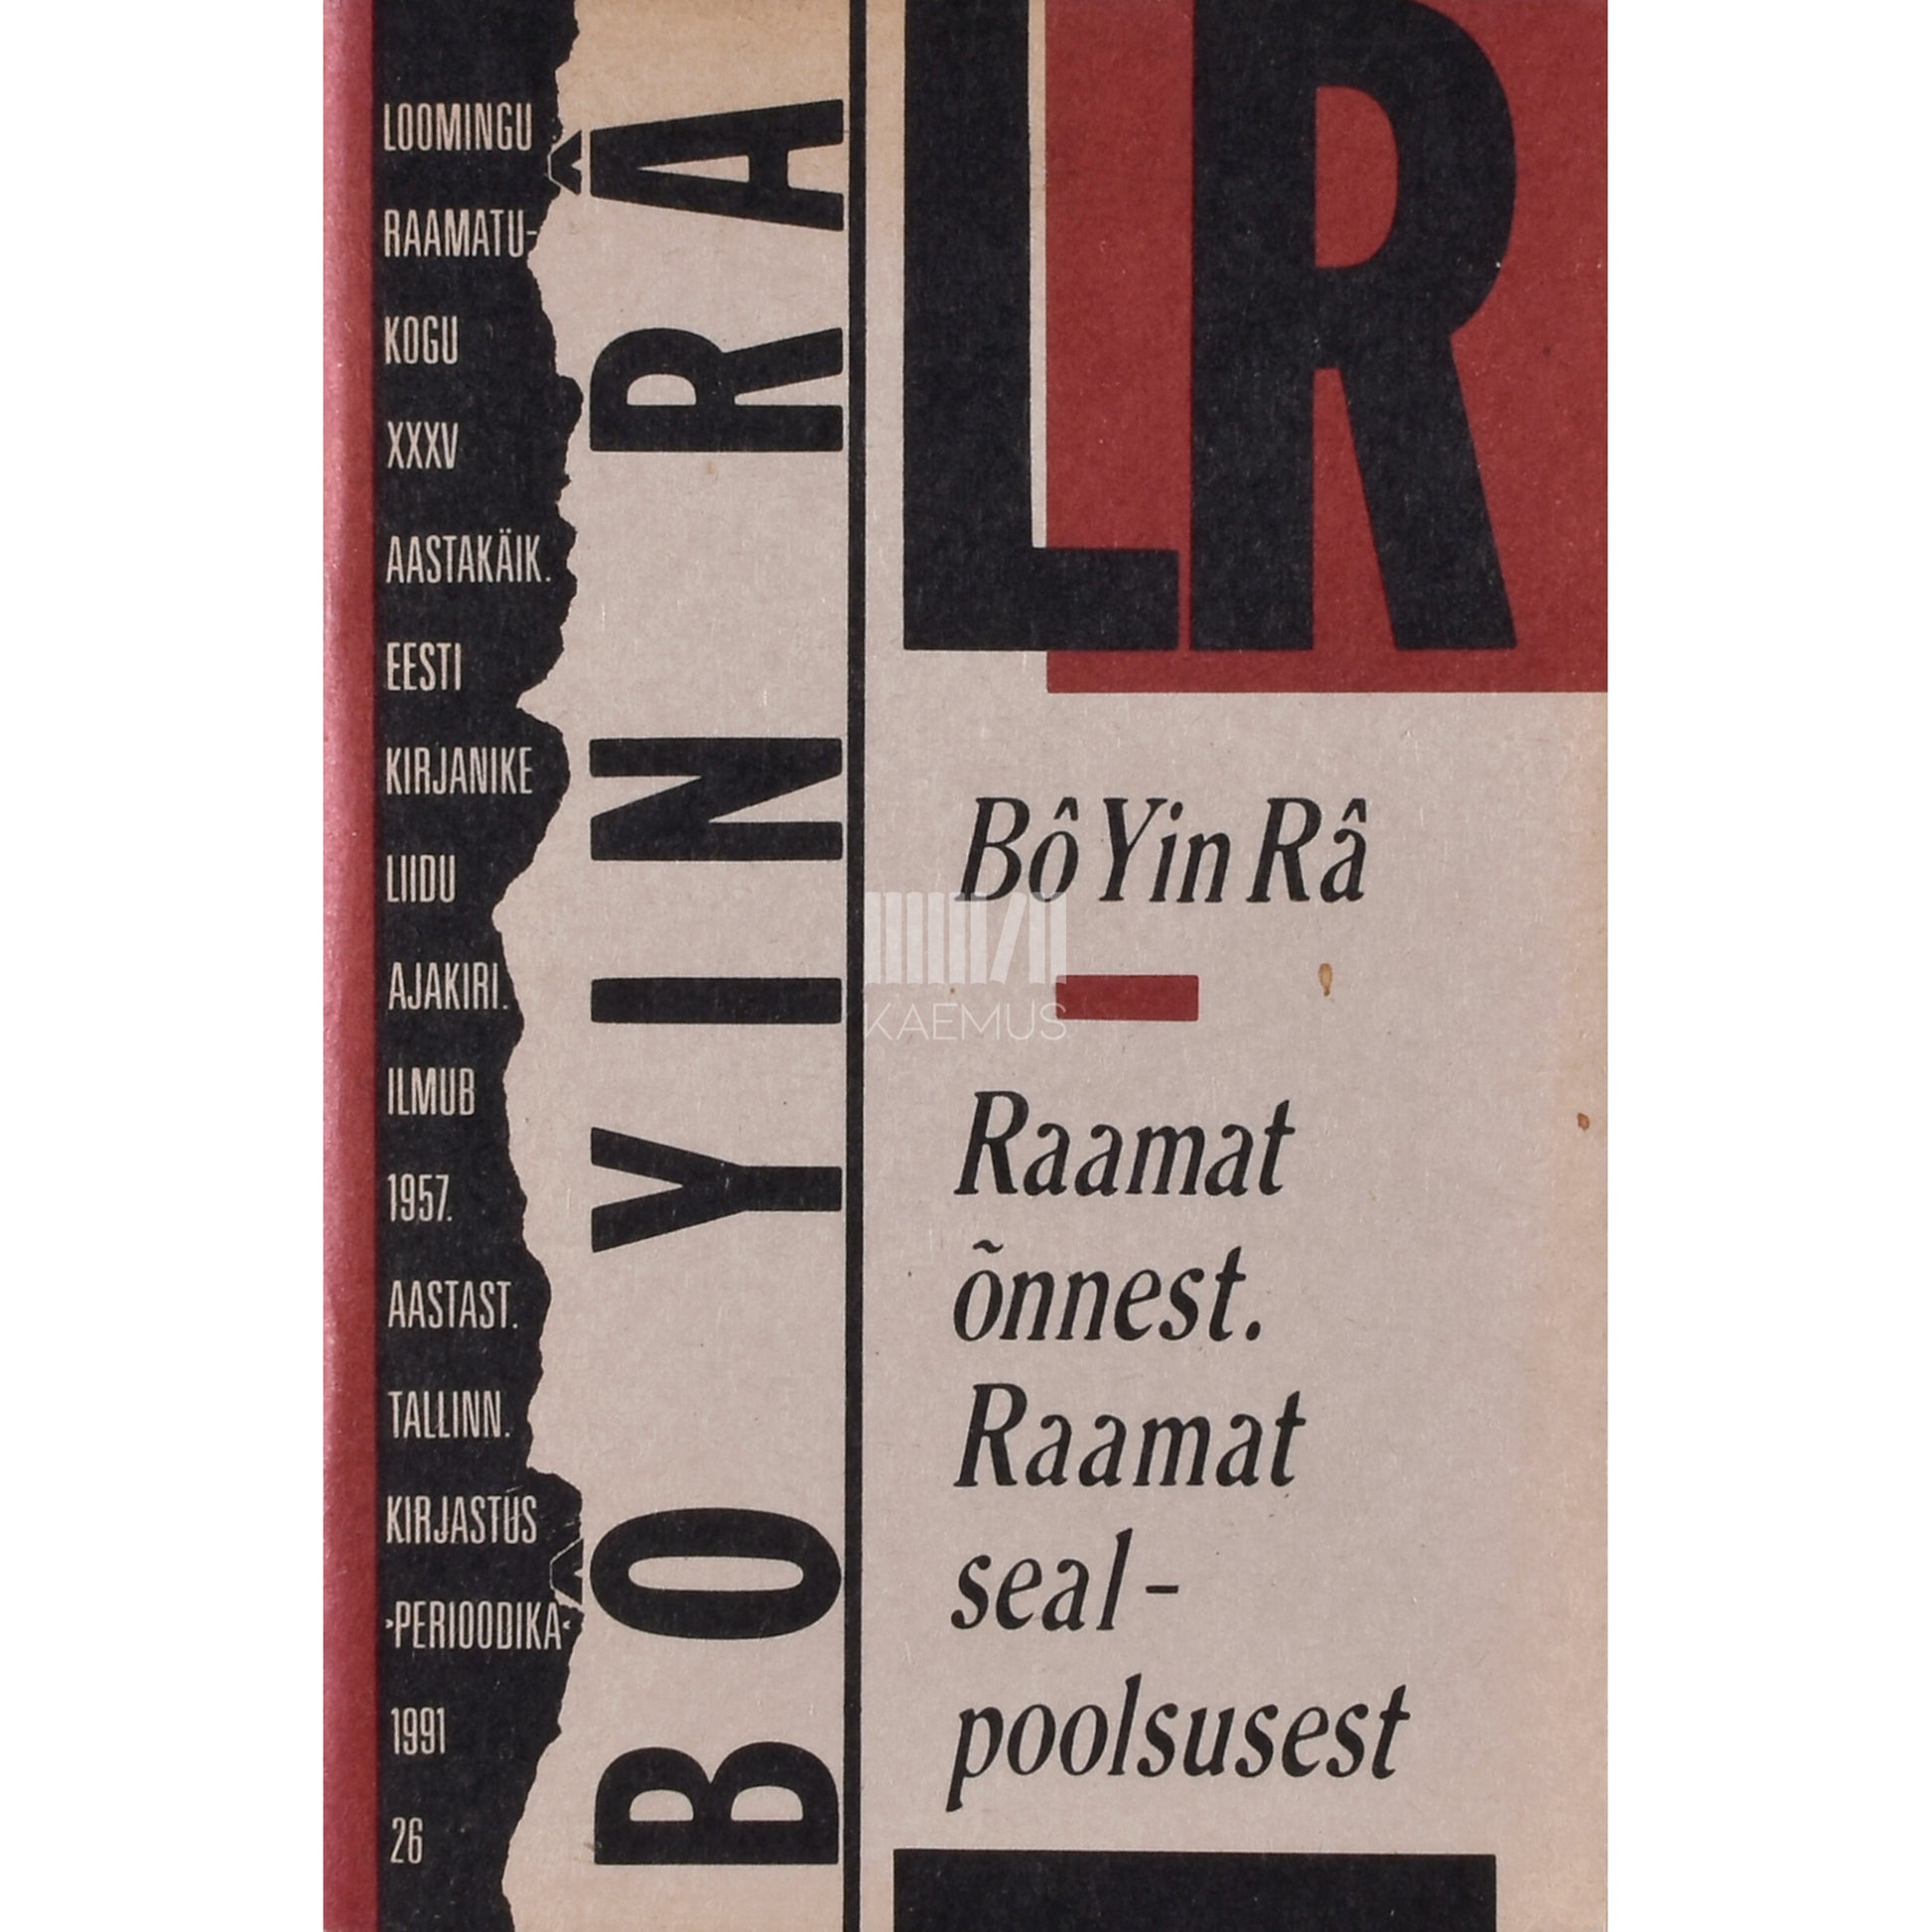 LOOMINGU
RAAMATU-
KOGU
XXXV
AASTAKÄIK.
EESTI
KIRJANIKE
LIIDU
AJAKIRI.
ILMUB
1957.
AASTAST.
TALLINN.
KIRJASTUS
›PERIOODIKA‹
1991
26
BÔ YIN RÂ
LR
Bô Yin Râ
Raamat
õnnest.
Raamat
seal-
poolsusest
KAEMUS